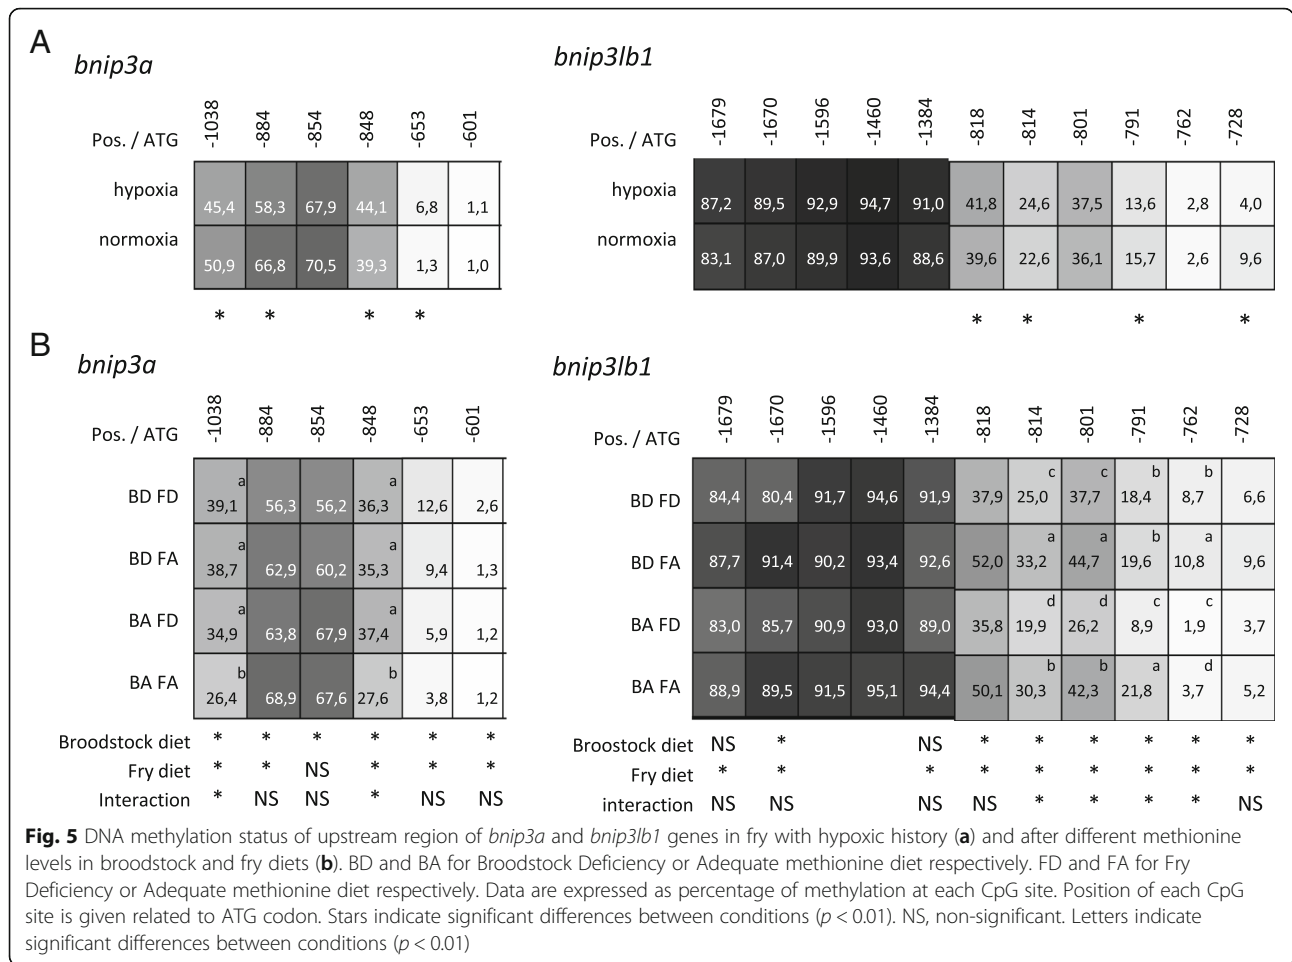 A
bnip3a
bnip3lb1
Pos. / ATG -1038 -884 -854 -848 -653 -601
Pos. / ATG -1679 -1670 -1596 -1460 -1384 -818 -814 -801 -791 -762 -728
hypoxia 45,4 58,3 67,9 44,1 6,8 1,1
hypoxia 87,2 89,5 92,9 94,7 91,0 41,8 24,6 37,5 13,6 2,8 4,0
normoxia 50,9 66,8 70,5 39,3 1,3 1,0
normoxia 83,1 87,0 89,9 93,6 88,6 39,6 22,6 36,1 15,7 2,6 9,6
* * * *
* * * *
B
bnip3a
bnip3lb1
Pos. / ATG -1038 -884 -854 -848 -653 -601
Pos. / ATG -1679 -1670 -1596 -1460 -1384 -818 -814 -801 -791 -762 -728
a a
BD FD 39,1 56,3 56,2 36,3 12,6 2,6
c c b b
BD FD 84,4 80,4 91,7 94,6 91,9 37,9 25,0 37,7 18,4 8,7 6,6
a a
BD FA 38,7 62,9 60,2 35,3 9,4 1,3
a a b a
BD FA 87,7 91,4 90,2 93,4 92,6 52,0 33,2 44,7 19,6 10,8 9,6
a a
BA FD 34,9 63,8 67,9 37,4 5,9 1,2
d d c c
BA FD 83,0 85,7 90,9 93,0 89,0 35,8 19,9 26,2 8,9 1,9 3,7
b b
BA FA 26,4 68,9 67,6 27,6 3,8 1,2
b b a d
BA FA 88,9 89,5 91,5 95,1 94,4 50,1 30,3 42,3 21,8 3,7 5,2
Broodstock diet * * * * * *
Broostock diet NS * NS * * * * * *
Fry diet * * NS * * *
Fry diet * * * * * * * * *
Interaction * NS NS * NS NS
interaction NS NS NS NS * * * * NS
Fig. 5 DNA methylation status of upstream region of bnip3a and bnip3lb1 genes in fry with hypoxic history (a) and after different methionine
levels in broodstock and fry diets (b). BD and BA for Broodstock Deficiency or Adequate methionine diet respectively. FD and FA for Fry
Deficiency or Adequate methionine diet respectively. Data are expressed as percentage of methylation at each CpG site. Position of each CpG
site is given related to ATG codon. Stars indicate significant differences between conditions (p < 0.01). NS, non-significant. Letters indicate
significant differences between conditions (p < 0.01)